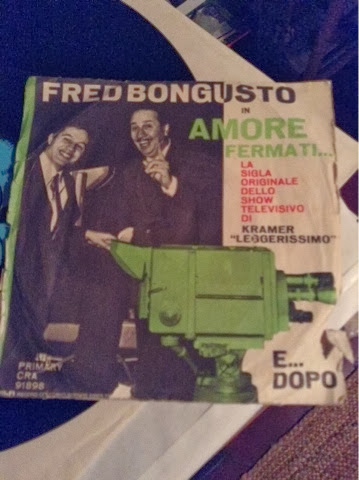 FRED BONGUSTO
IN
AMORE
FERMATI...
LA
SIGLA
ORIGINALE
DELLO
SHOW
TELEVISIVO
DI
KRAMER
"LEGGERISSIMO"
E...
DOPO
PRIMARY
CRA
91898